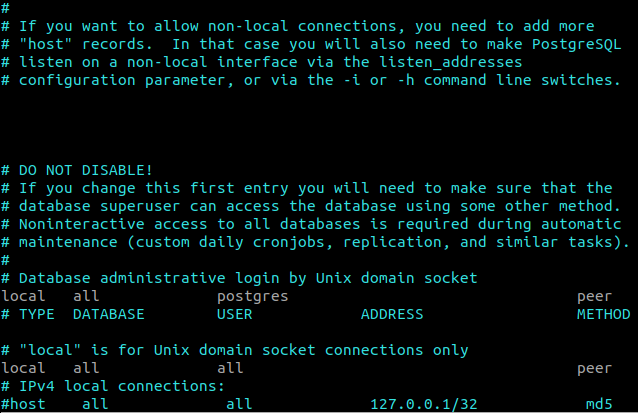 #
# If you want to allow non-local connections, you need to add more
# "host" records.  In that case you will also need to make PostgreSQL
# listen on a non-local interface via the listen_addresses
# configuration parameter, or via the -i or -h command line switches.
# DO NOT DISABLE!
# If you change this first entry you will need to make sure that the
# database superuser can access the database using some other method.
# Noninteractive access to all databases is required during automatic
# maintenance (custom daily cronjobs, replication, and similar tasks).
#
# Database administrative login by Unix domain socket
local   all             postgres                                peer
# TYPE  DATABASE        USER            ADDRESS                 METHOD
# "local" is for Unix domain socket connections only
local   all             all                                     peer
# IPv4 local connections:
#host    all             all             127.0.0.1/32            md5